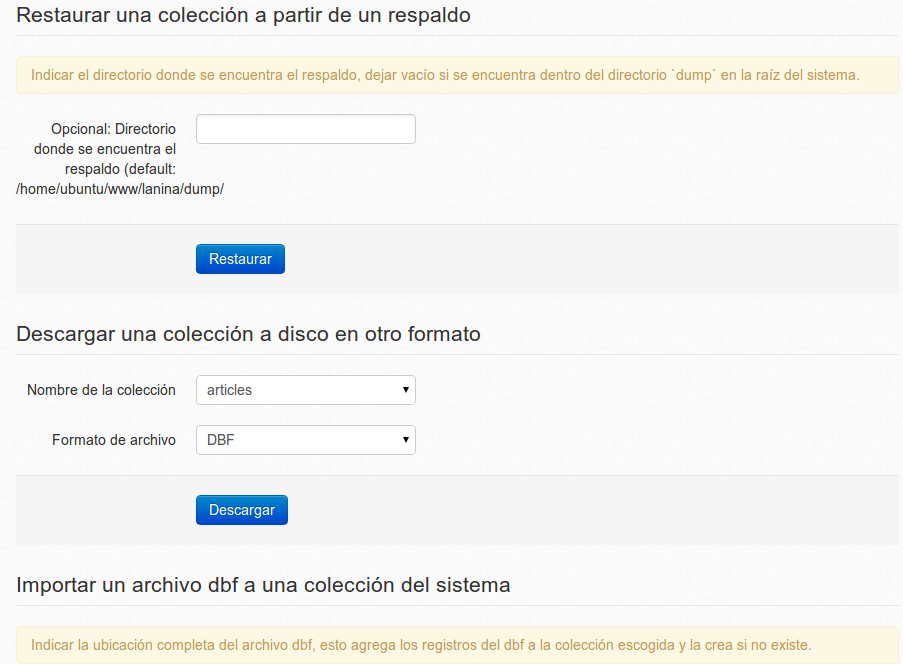 Restaurar una colección a partir de un respaldo
Indicar el directorio donde se encuentra el respaldo, dejar vacío si se encuentra dentro del directorio `dump` en la raíz del sistema.
Opcional: Directorio
donde se encuentra el
respaldo (default:
/home/ubuntu/www/lanina/dump/
Restaurar
Descargar una colección a disco en otro formato
Nombre de la colección
articles
Formato de archivo
DBF
Descargar
Importar un archivo dbf a una colección del sistema
Indicar la ubicación completa del archivo dbf, esto agrega los registros del dbf a la colección escogida y la crea si no existe.